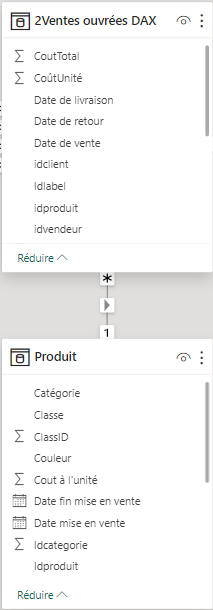 2Ventes ouvrées DAX
CoutTotal
CoûtUnité
Date de livraison
Date de retour
Date de vente
idclient
Idlabel
idproduit
idvendeur
Réduire
*
1
Produit
Catégorie
Classe
ClassID
Couleur
Cout à l'unité
Date fin mise en vente
Date mise en vente
Idcategorie
Idproduit
Réduire